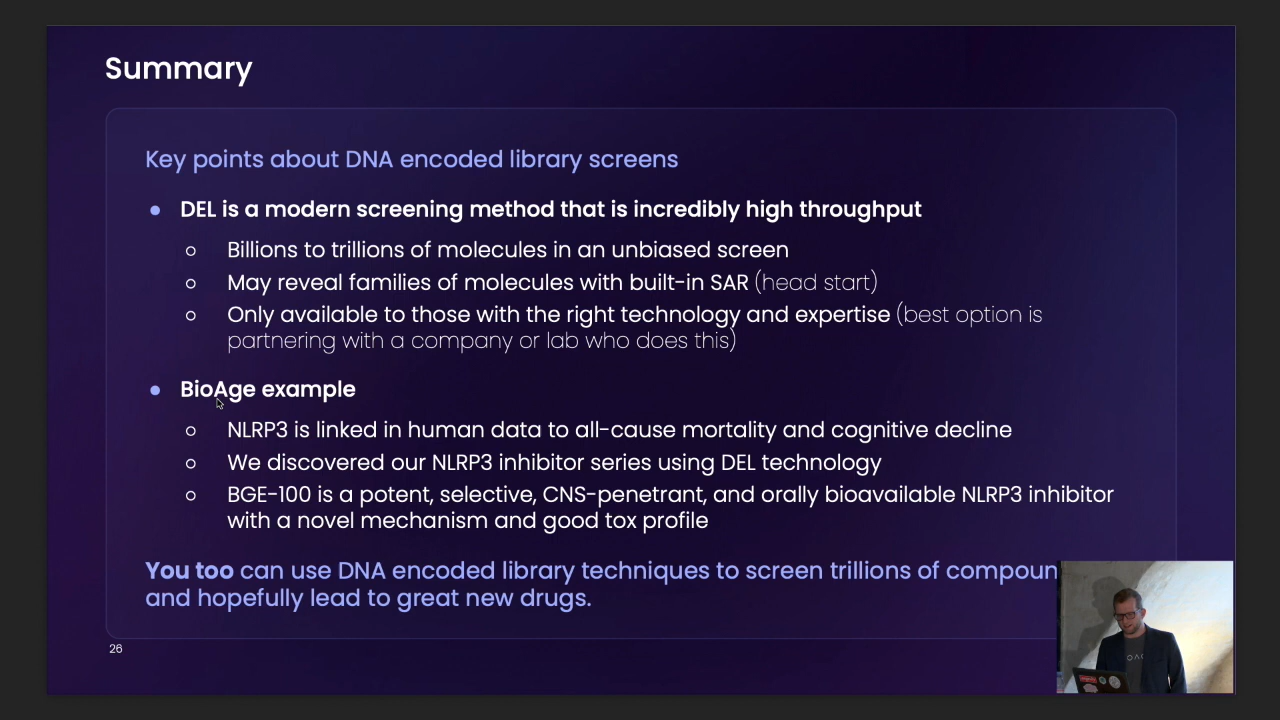 Summary
Key points about DNA encoded library screens
DEL is a modern screening method that is incredibly high throughput
Billions to trillions of molecules in an unbiased screen
May reveal families of molecules with built-in SAR (head start)
Only available to those with the right technology and expertise (best option is
partnering with a company or lab who does this)
BioAge example
NLRP3 is linked in human data to all-cause mortality and cognitive decline
We discovered our NLRP3 inhibitor series using DEL technology
BGE-100 is a potent, selective, CNS-penetrant, and orally bioavailable NLRP3 inhibitor
with a novel mechanism and good tox profile
You too can use DNA encoded library techniques to screen trillions of compoun
and hopefully lead to great new drugs.
26